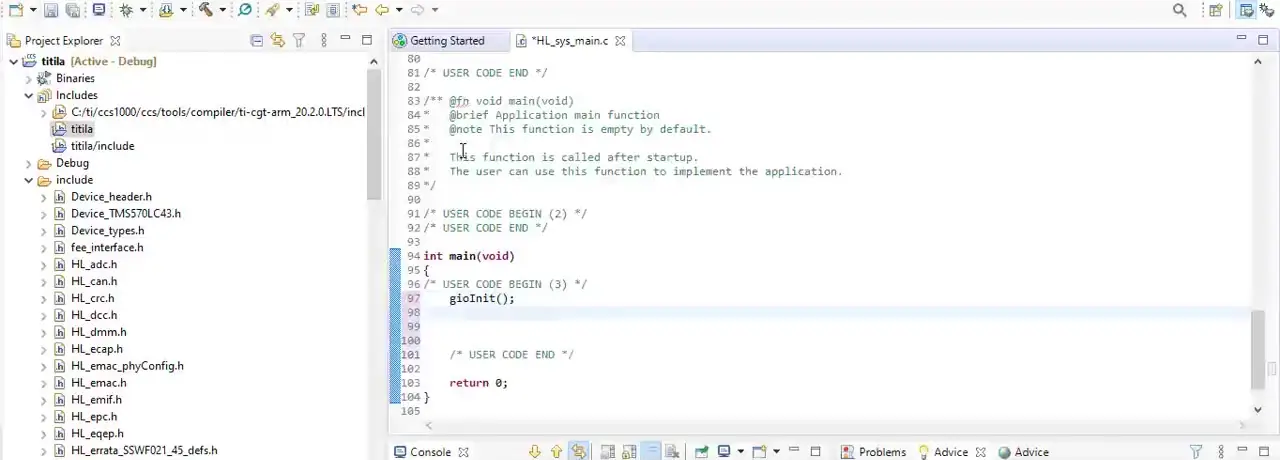 Project Explorer
titila [Active - Debug]
Binaries
Includes
C:/ti/ccs1000/ccs/tools/compiler/ti-cgt-arm_20.2.0.LTS/incl
titila
titila/include
Debug
include
Device_header.h
Device_TMS570LC43.h
Device_types.h
fee_interface.h
HL_adc.h
HL_can.h
HL_crc.h
HL_dcc.h
HL_dmm.h
HL_ecap.h
HL_emac_phyConfig.h
HL_emac.h
HL_emif.h
HL_epc.h
HL_eqep.h
HL_errata_SSWF021_45_defs.h
Getting Started
*HL_sys_main.c
80
81 /* USER CODE END */
82
83 /** @fn void main(void)
84 * @brief Application main function
85 * @note This function is empty by default.
86 *
87 * This function is called after startup.
88 * The user can use this function to implement the application.
89 */
90
91 /* USER CODE BEGIN (2) */
92 /* USER CODE END */
93
94 int main(void)
95 {
96 /* USER CODE BEGIN (3) */
97 gioInit();
98
99
100
101 /* USER CODE END */
102
103 return 0;
104 }
105
Console
Problems
Advice
Advice